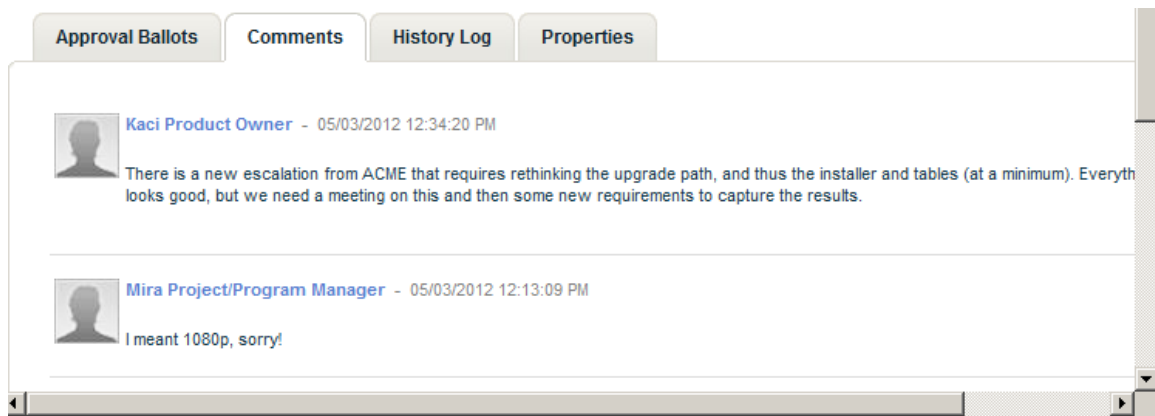 Approval Ballots Comments History Log Properties
Kaci Product Owner - 05/03/2012 12:34:20 PM
There is a new escalation from ACME that requires rethinking the upgrade path, and thus the installer and tables (at a minimum). Everyth
looks good, but we need a meeting on this and then some new requirements to capture the results.
Mira Project/Program Manager - 05/03/2012 12:13:09 PM
I meant 1080p, sorry!